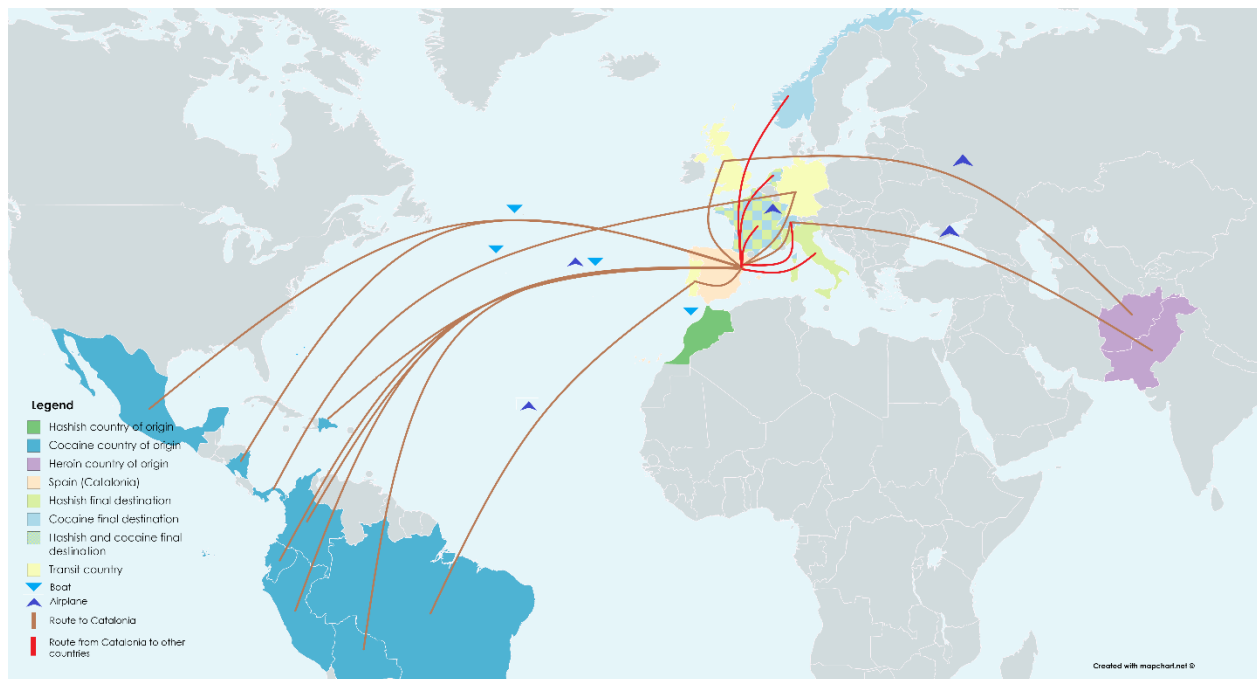 Legend
Hashish country of origin
Cocaine country of origin
Heroin country of origin
Spain (Catalonia)
Hashish final destination
Cocaine final destination
Hashish and cocaine final
destination
Transit country
Boat
Airplane
Route to Catalonia
Route from Catalonia to other
countries
Created with mapchart.net ©